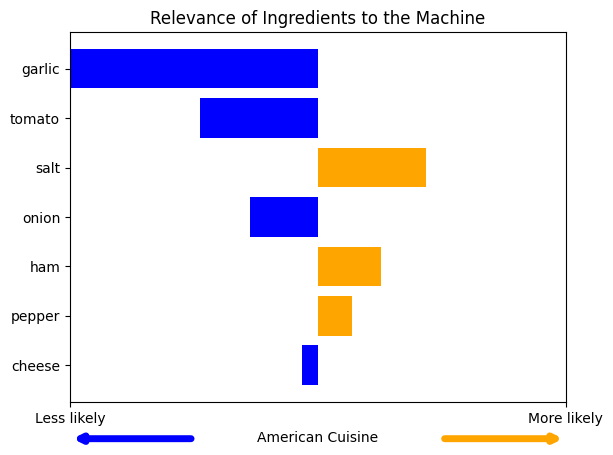 Relevance of Ingredients to the Machine
garlic
tomato
salt
onion
ham
pepper
cheese
Less likely
More likely
American Cuisine